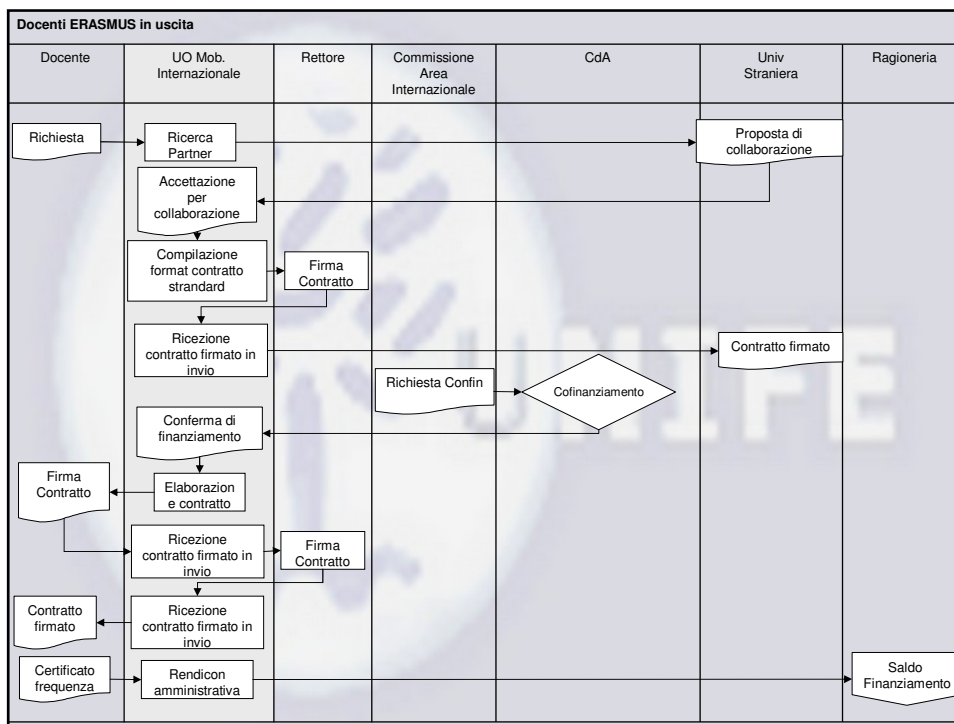 Docenti ERASMUS in uscita
Docente
UO Mob.
Internazionale
Rettore
Commissione
Area
Internazionale
CdA
Univ
Straniera
Ragioneria
Richiesta
Ricerca
Partner
Proposta di
collaborazione
Accettazione
per
collaborazione
Compilazione
format contratto
strandard
Firma
Contratto
Ricezione
contratto firmato in
invio
Contratto firmato
Richiesta Confin
Cofinanziamento
Conferma di
finanziamento
Firma
Contratto
Elaborazion
e contratto
Ricezione
contratto firmato in
invio
Firma
Contratto
Contratto
firmato
Ricezione
contratto firmato in
invio
Certificato
frequenza
Rendicon
amministrativa
Saldo
Finanziamento
UNIFE